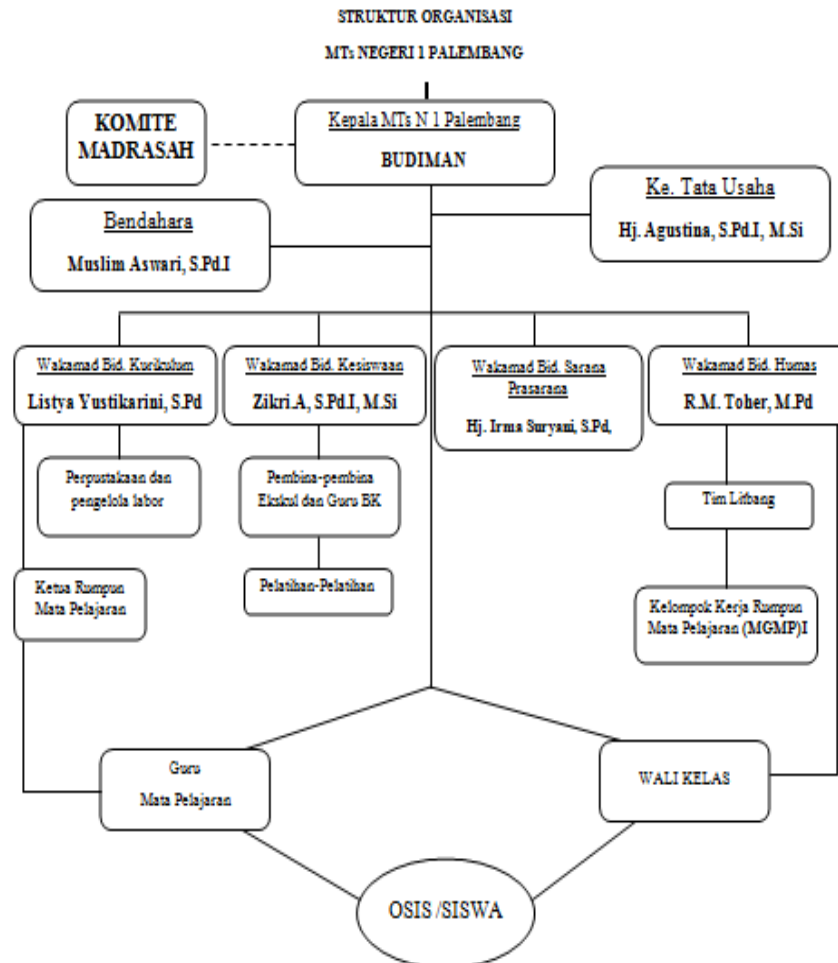 STRUKTUR ORGANISASI
MTs NEGERI 1 PALEMBANG
KOMITE
MADRASAH
Kepala MTs N 1 Palembang
BUDIMAN
Ke. Tata Usaha
Hj. Agustina, S.Pd.I, M.Si
Bendahara
Muslim Aswari, S.Pd.I
Wakamad Bid. Kurikulum
Listya Yustikarini, S.Pd
Wakamad Bid. Kesiswaan
Zikri.A, S.Pd.I, M.Si
Wakamad Bid. Sarana
Prasarana
Hj. Irma Suryani, S.Pd,
Wakamad Bid. Humas
R.M. Toher, M.Pd
Perpustakaan dan
pengelola labor
Pembina-pembina
Ekskul dan Guru BK
Tim Litbang
Ketua Rumpun
Mata Pelajaran
Pelatihan-Pelatihan
Kelompok Kerja Rumpun
Mata Pelajaran (MGMP)I
Guru
Mata Pelajaran
WALI KELAS
OSIS /SISWA